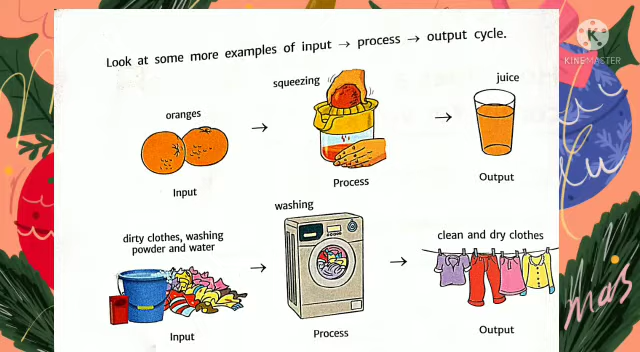 Look at some more examples of input → process → output cycle.
K
KINEMASTER
squeezing
juice
oranges
Input
Process
Output
washing
dirty clothes, washing
powder and water
clean and dry clothes
Input
Process
Output
mas